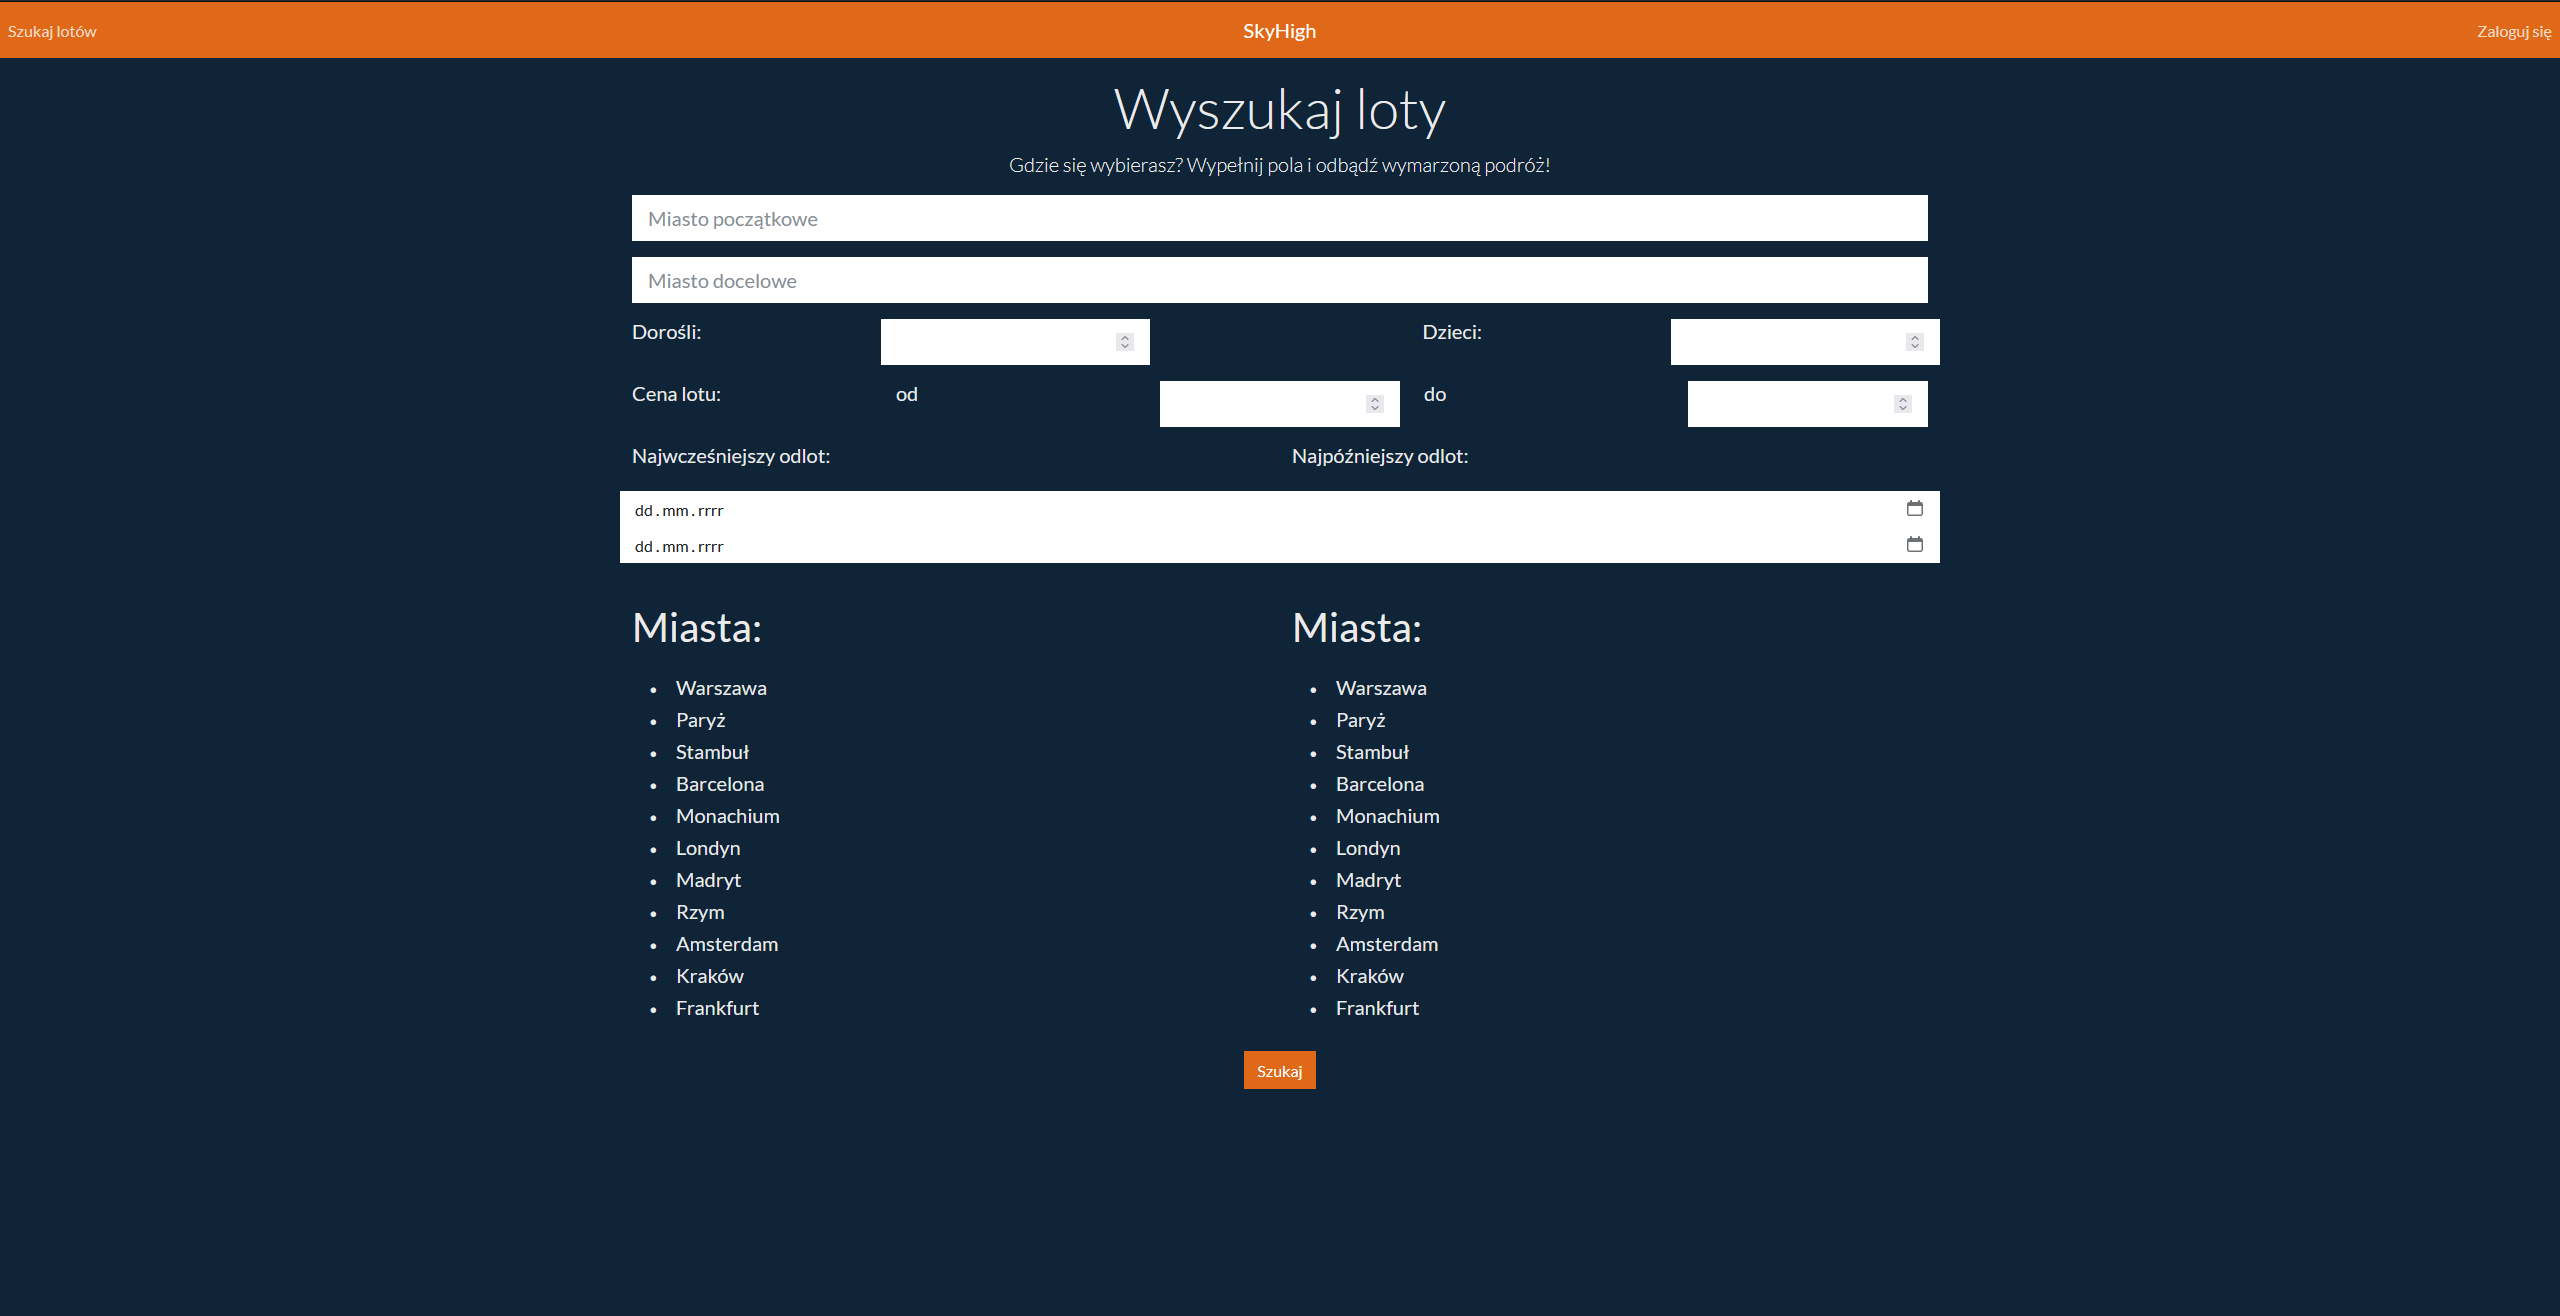 Szukaj lotów SkyHigh Zaloguj się
Wyszukaj loty
Gdzie się wybierasz? Wypełnij pola i odbądź wymarzoną podróż!
Miasto początkowe
Miasto docelowe
Dorośli: Dzieci:
Cena lotu: od do
Najwcześniejszy odlot: Najpóźniejszy odlot:
dd.mm.rrrr
dd.mm.rrrr
Miasta:
• Warszawa
• Paryż
• Stambuł
• Barcelona
• Monachium
• Londyn
• Madryt
• Rzym
• Amsterdam
• Kraków
• Frankfurt
Miasta:
• Warszawa
• Paryż
• Stambuł
• Barcelona
• Monachium
• Londyn
• Madryt
• Rzym
• Amsterdam
• Kraków
• Frankfurt
Szukaj